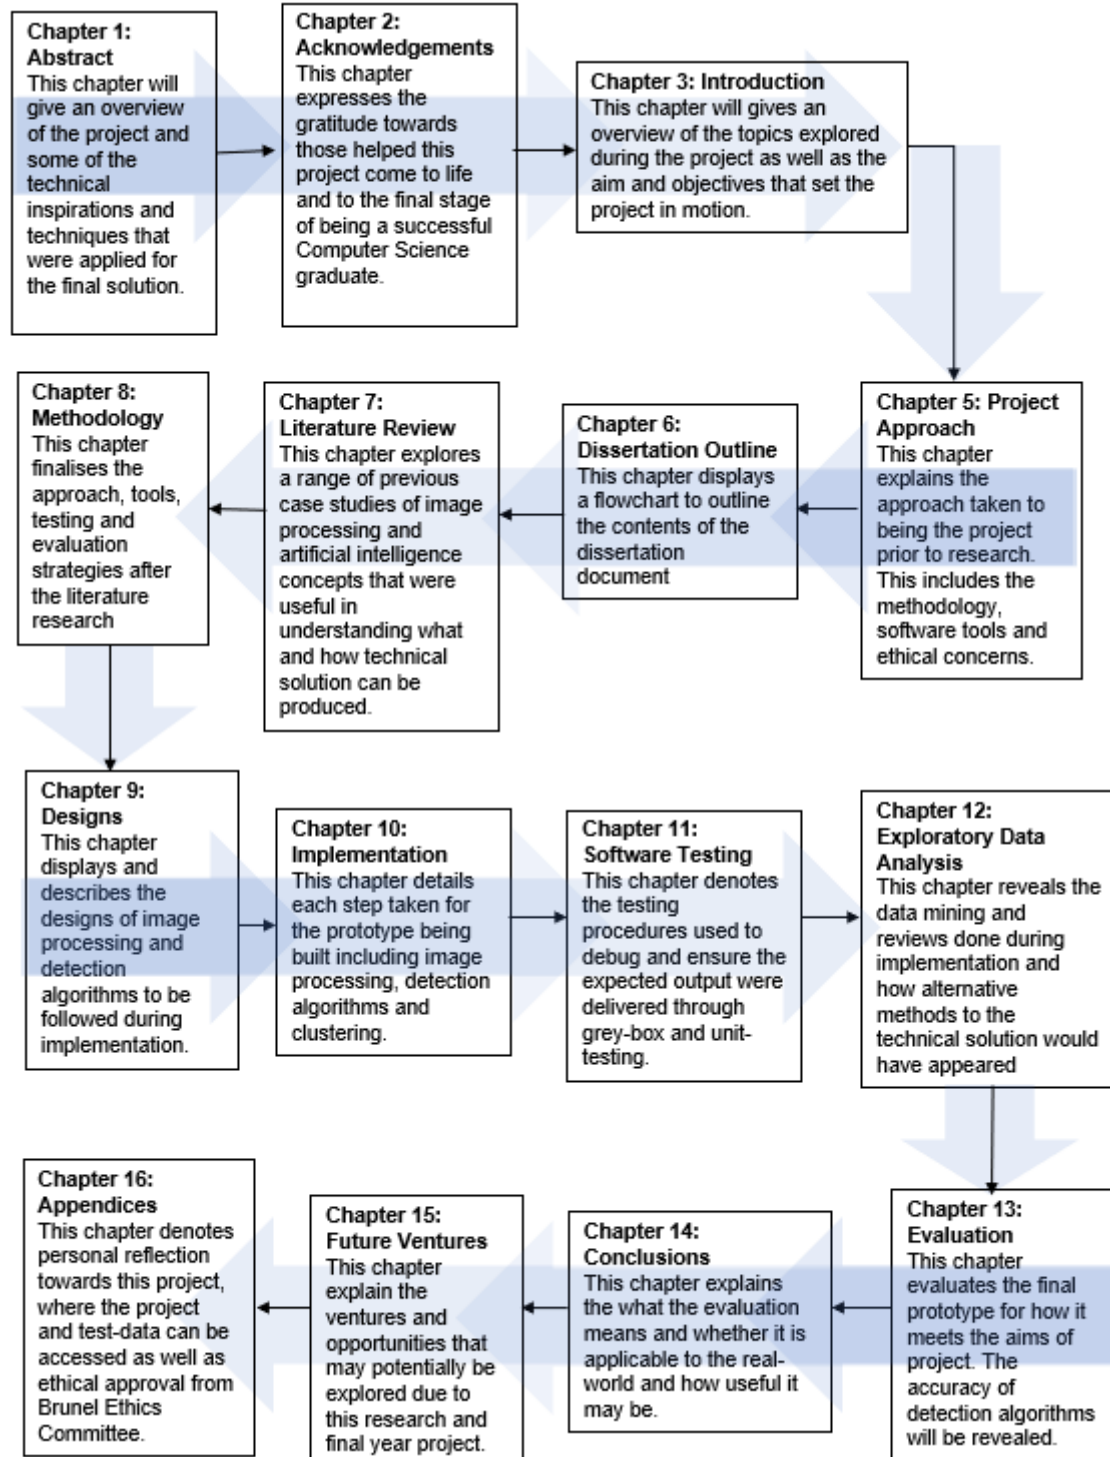 Chapter 1:
Abstract
This chapter will
give an overview
of the project and
some of the
technical
inspirations and
techniques that
were applied for
the final solution.
Chapter 2:
Acknowledgements
This chapter
expresses the
gratitude towards
those helped this
project come to life
and to the final stage
of being a successful
Computer Science
graduate.
Chapter 3: Introduction
This chapter will gives an
overview of the topics explored
during the project as well as the
aim and objectives that set the
project in motion.
Chapter 5: Project
Approach
This chapter
explains the
approach taken to
being the project
prior to research.
This includes the
methodology,
software tools and
ethical concerns.
Chapter 6:
Dissertation Outline
This chapter displays
a flowchart to outline
the contents of the
dissertation
document
Chapter 7:
Literature Review
This chapter explores
a range of previous
case studies of image
processing and
artificial intelligence
concepts that were
useful in
understanding what
and how technical
solution can be
produced.
Chapter 8:
Methodology
This chapter
finalises the
approach, tools,
testing and
evaluation
strategies after
the literature
research
Chapter 9:
Designs
This chapter
displays and
describes the
designs of image
processing and
detection
algorithms to be
followed during
implementation.
Chapter 10:
Implementation
This chapter details
each step taken for
the prototype being
built including image
processing, detection
algorithms and
clustering.
Chapter 11:
Software Testing
This chapter denotes
the testing
procedures used to
debug and ensure the
expected output were
delivered through
grey-box and unit-
testing.
Chapter 12:
Exploratory Data
Analysis
This chapter reveals the
data mining and
reviews done during
implementation and
how alternative
methods to the
technical solution would
have appeared
Chapter 13:
Evaluation
This chapter
evaluates the final
prototype for how it
meets the aims of
project. The
accuracy of
detection algorithms
will be revealed.
Chapter 14:
Conclusions
This chapter explains
the what the evaluation
means and whether it is
applicable to the real-
world and how useful it
may be.
Chapter 15:
Future Ventures
This chapter
explain the
ventures and
opportunities that
may potentially be
explored due to
this research and
final year project.
Chapter 16:
Appendices
This chapter denotes
personal reflection
towards this project,
where the project
and test-data can be
accessed as well as
ethical approval from
Brunel Ethics
Committee.